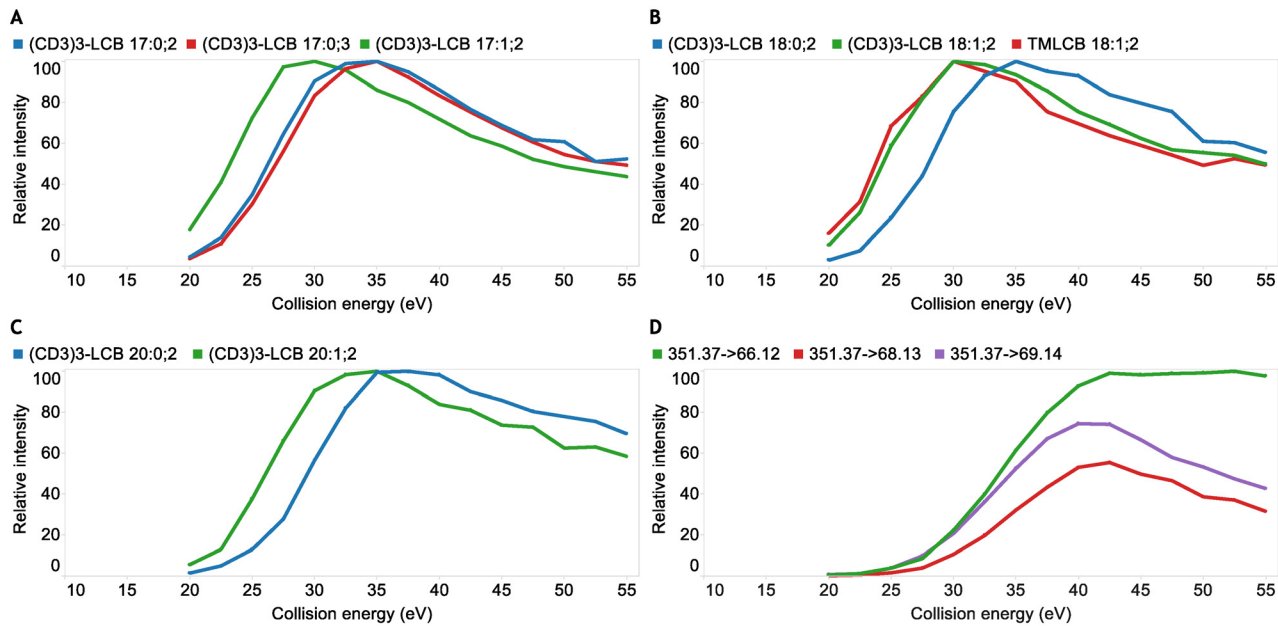 A
(CD3)3-LCB 17:0;2 (CD3)3-LCB 17:0;3 (CD3)3-LCB 17:1;2
Relative intensity
100
80
60
40
20
0
10 15 20 25 30 35 40 45 50 55
Collision energy (eV)
B
(CD3)3-LCB 18:0;2 (CD3)3-LCB 18:1;2 TMLCB 18:1;2
Relative intensity
100
80
60
40
20
0
10 15 20 25 30 35 40 45 50 55
Collision energy (eV)
C
(CD3)3-LCB 20:0;2 (CD3)3-LCB 20:1;2
Relative intensity
100
80
60
40
20
0
10 15 20 25 30 35 40 45 50 55
Collision energy (eV)
D
351.37->66.12 351.37->68.13 351.37->69.14
Relative intensity
100
80
60
40
20
0
10 15 20 25 30 35 40 45 50 55
Collision energy (eV)